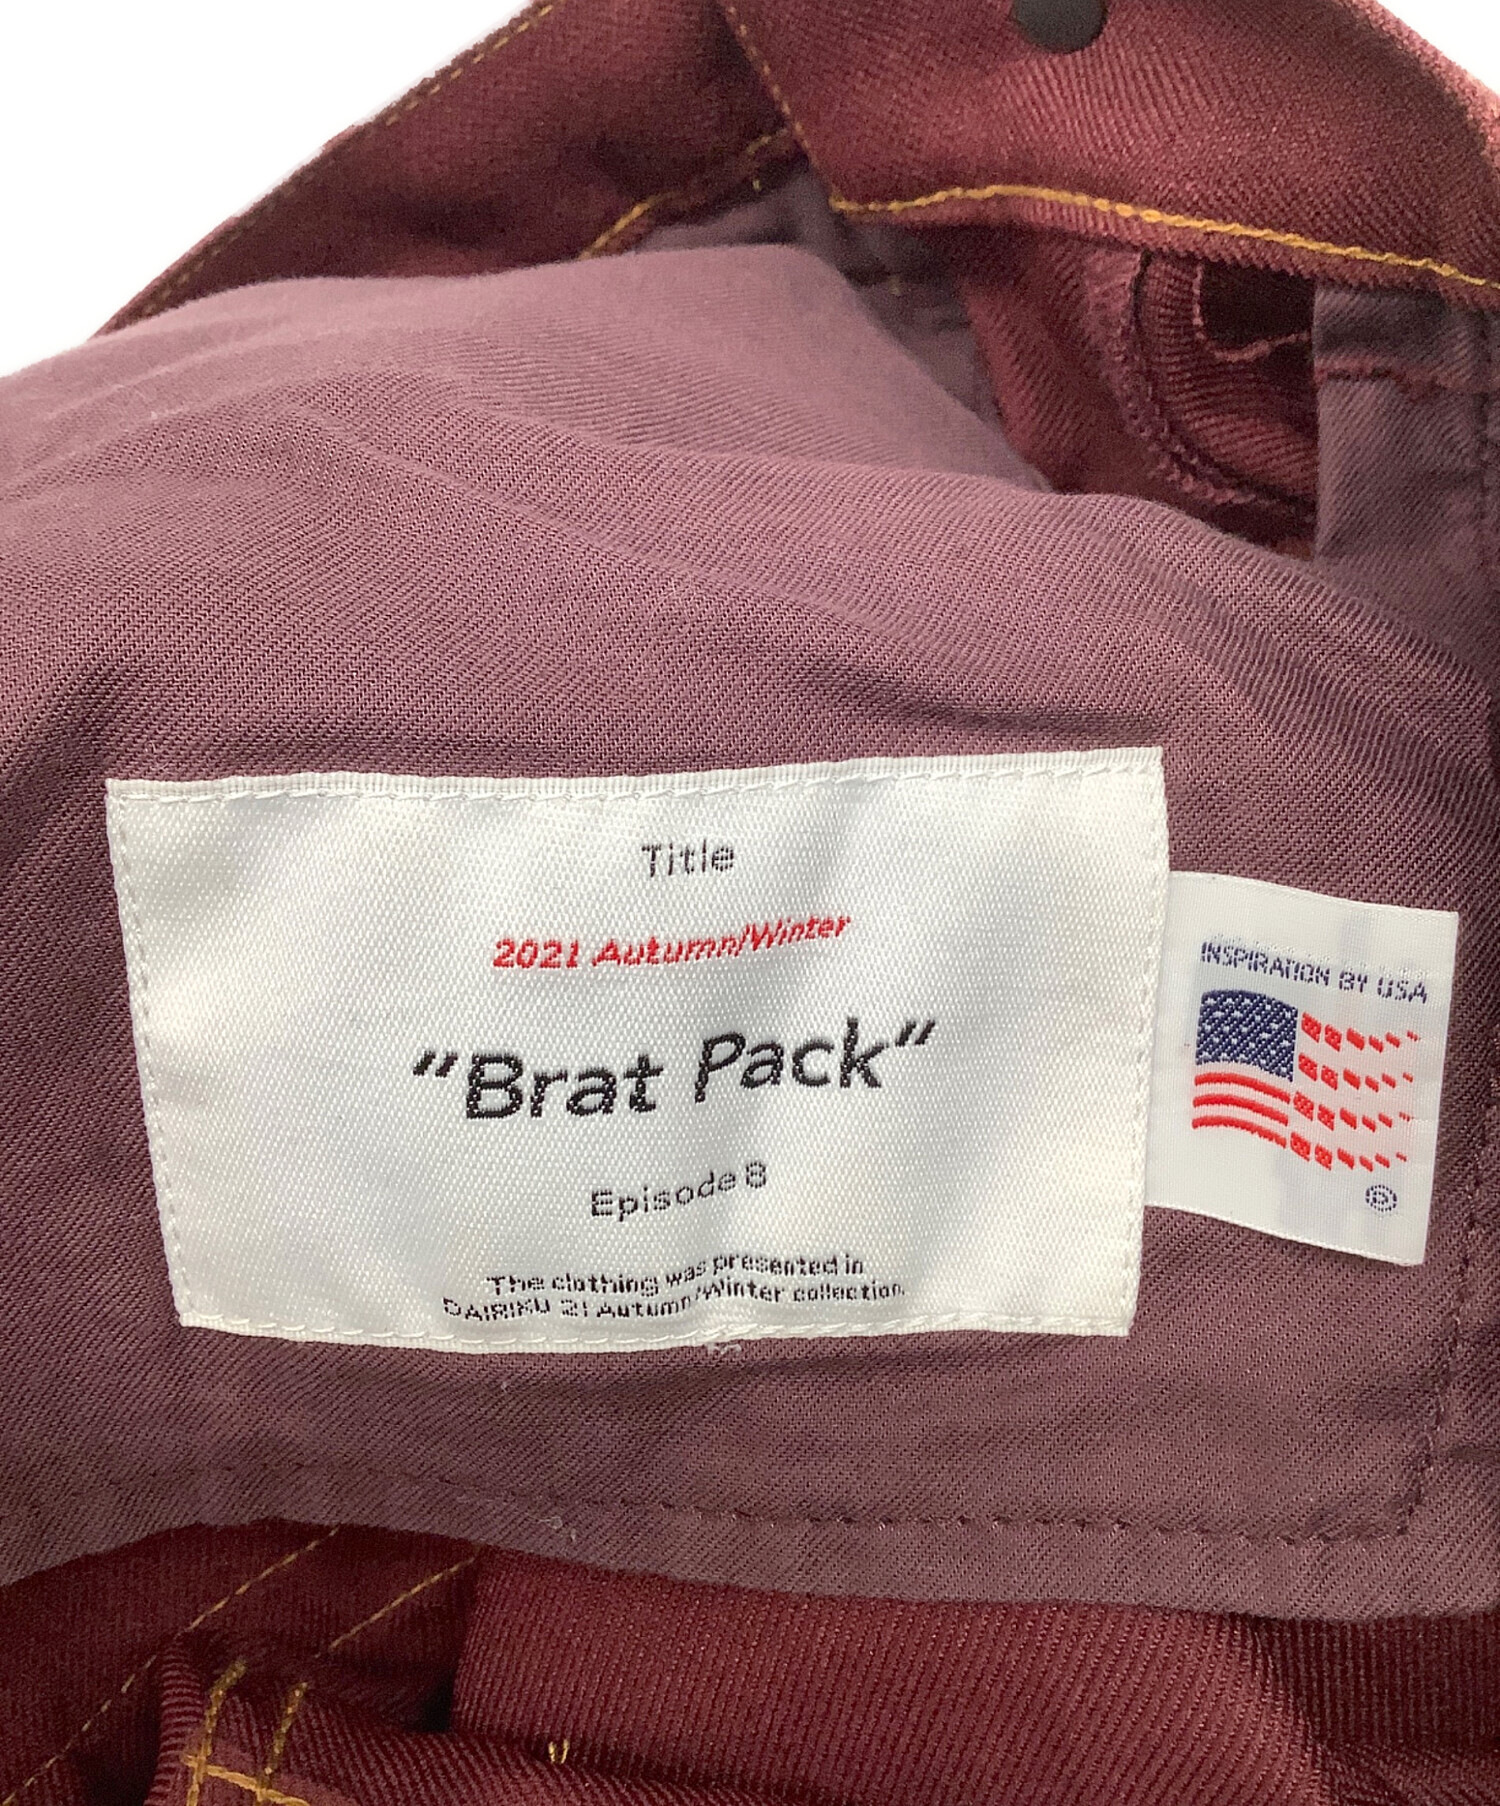 Title
2021 Autumn/Winter
"Brat Pack"
Episode 8
The clothing was presented in
DAIRIKU 21 Autumn/Winter collection.
INSPIRATION BY USA